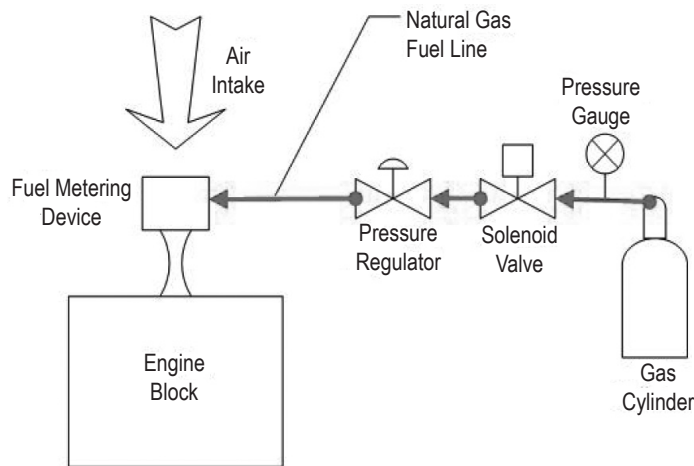 Natural Gas
Fuel Line
Air
Intake
Pressure
Gauge
Fuel Metering
Device
Pressure
Regulator
Solenoid
Valve
Engine
Block
Gas
Cylinder